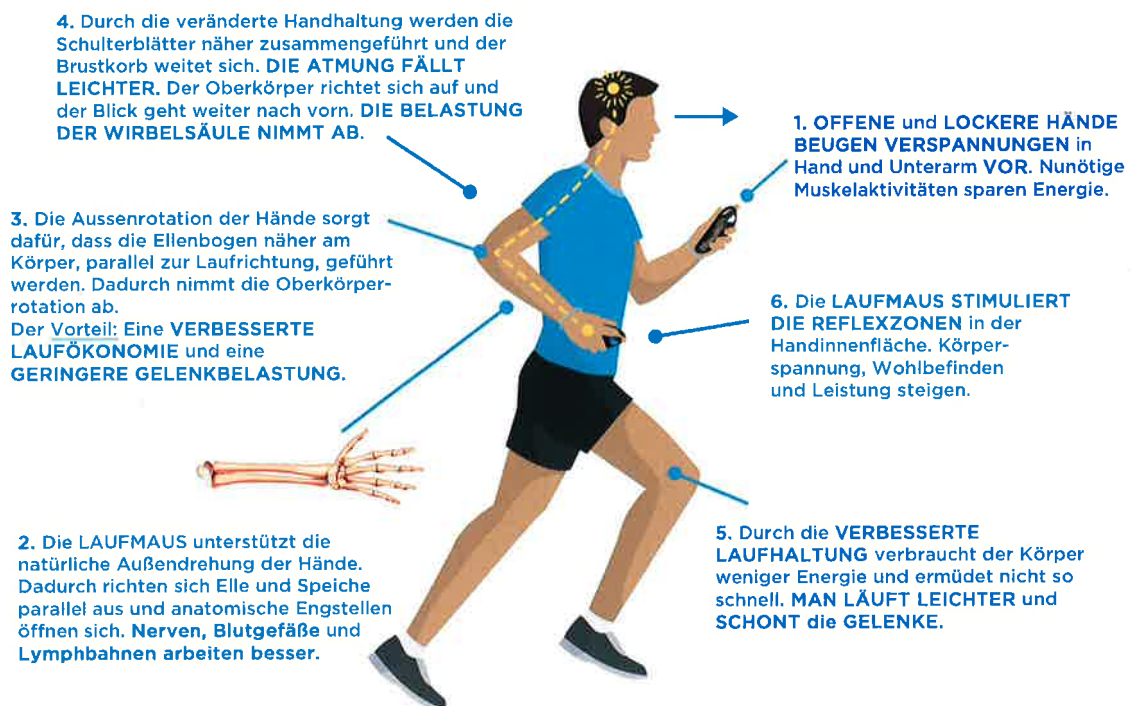 4. Durch die veränderte Handhaltung werden die
Schulterblätter näher zusammengeführt und der
Brustkorb weitet sich. DIE ATMUNG FÄLLT
LEICHTER. Der Oberkörper richtet sich auf und
der Blick geht weiter nach vorn. DIE BELASTUNG
DER WIRBELSÄULE NIMMT AB.
1. OFFENE und LOCKERE HÄNDE
BEUGEN VERSPANNUNGEN in
Hand und Unterarm VOR. Nunötige
Muskelaktivitäten sparen Energie.
3. Die Aussenrotation der Hände sorgt
dafür, dass die Ellenbogen näher am
Körper, parallel zur Laufrichtung, geführt
werden. Dadurch nimmt die Oberkörper-
rotation ab.
Der Vorteil: Eine VERBESSERTE
LAUFÖKONOMIE und eine
GERINGERE GELENKBELASTUNG.
6. Die LAUFMAUS STIMULIERT
DIE REFLEXZONEN in der
Handinnenfläche. Körper-
spannung, Wohlbefinden
und Leistung steigen.
2. Die LAUFMAUS unterstützt die
natürliche Außendrehung der Hände.
Dadurch richten sich Elle und Speiche
parallel aus und anatomische Engstellen
öffnen sich. Nerven, Blutgefäße und
Lymphbahnen arbeiten besser.
5. Durch die VERBESSERTE
LAUFHALTUNG verbraucht der Körper
weniger Energie und ermüdet nicht so
schnell. MAN LÄUFT LEICHTER und
SCHONT die GELENKE.